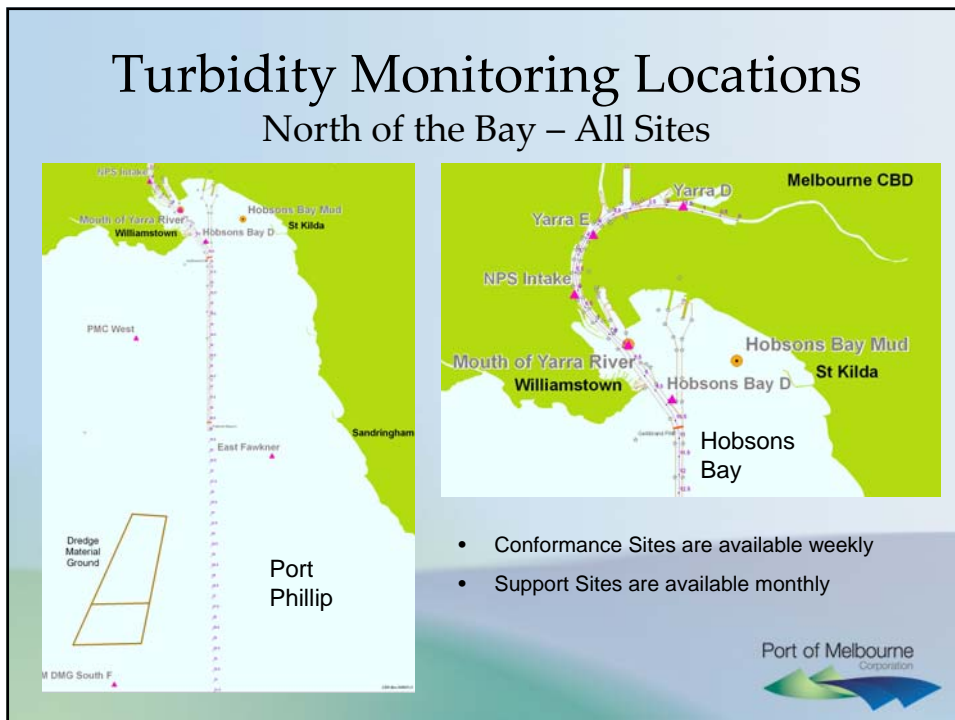 Turbidity Monitoring Locations
North of the Bay – All Sites
NPS Intake
Hobsons Bay Mud
Mouth of Yarra River
St Kilda
Williamstown
Hobsons Bay D
PMC West
Sandringham
East Fawkner
Dredge
Material
Ground
Port
Phillip
M DMG South F
Melbourne CBD
Yarra D
Yarra E
NPS Intake
Hobsons Bay Mud
Mouth of Yarra River
St Kilda
Williamstown
Hobsons Bay D
Hobsons
Bay
• Conformance Sites are available weekly
• Support Sites are available monthly
Port of Melbourne
Corporation